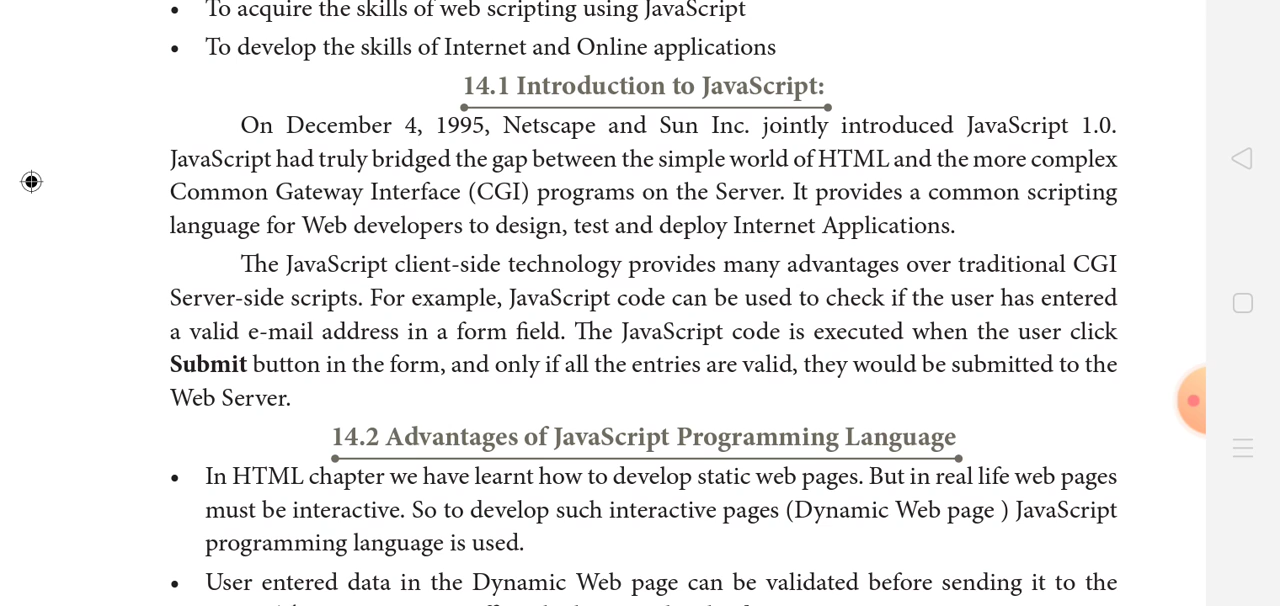 • To acquire the skills of web scripting using JavaScript
• To develop the skills of Internet and Online applications
14.1 Introduction to JavaScript:
On December 4, 1995, Netscape and Sun Inc. jointly introduced JavaScript 1.0.
JavaScript had truly bridged the gap between the simple world of HTML and the more complex
Common Gateway Interface (CGI) programs on the Server. It provides a common scripting
language for Web developers to design, test and deploy Internet Applications.
The JavaScript client-side technology provides many advantages over traditional CGI
Server-side scripts. For example, JavaScript code can be used to check if the user has entered
a valid e-mail address in a form field. The JavaScript code is executed when the user click
Submit button in the form, and only if all the entries are valid, they would be submitted to the
Web Server.
14.2 Advantages of JavaScript Programming Language
• In HTML chapter we have learnt how to develop static web pages. But in real life web pages
must be interactive. So to develop such interactive pages (Dynamic Web page ) JavaScript
programming language is used.
• User entered data in the Dynamic Web page can be validated before sending it to the